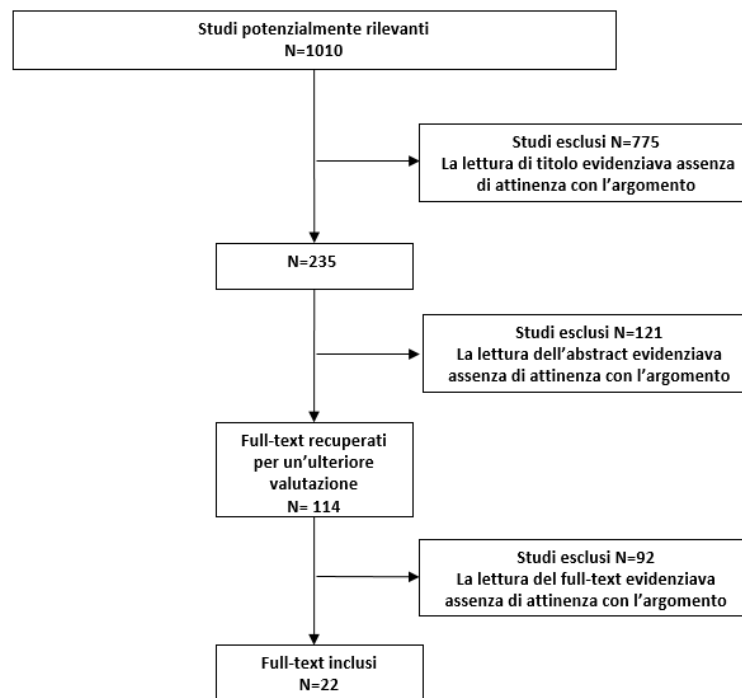 Studi potenzialmente rilevanti
N=1010
Studi esclusi N=775
La lettura di titolo evidenziava assenza
di attinenza con l'argomento
N=235
Studi esclusi N=121
La lettura dell'abstract evidenziava
assenza di attinenza con l'argomento
Full-text recuperati
per un'ulteriore
valutazione
N= 114
Studi esclusi N=92
La lettura del full-text evidenziava
assenza di attinenza con l'argomento
Full-text inclusi
N=22